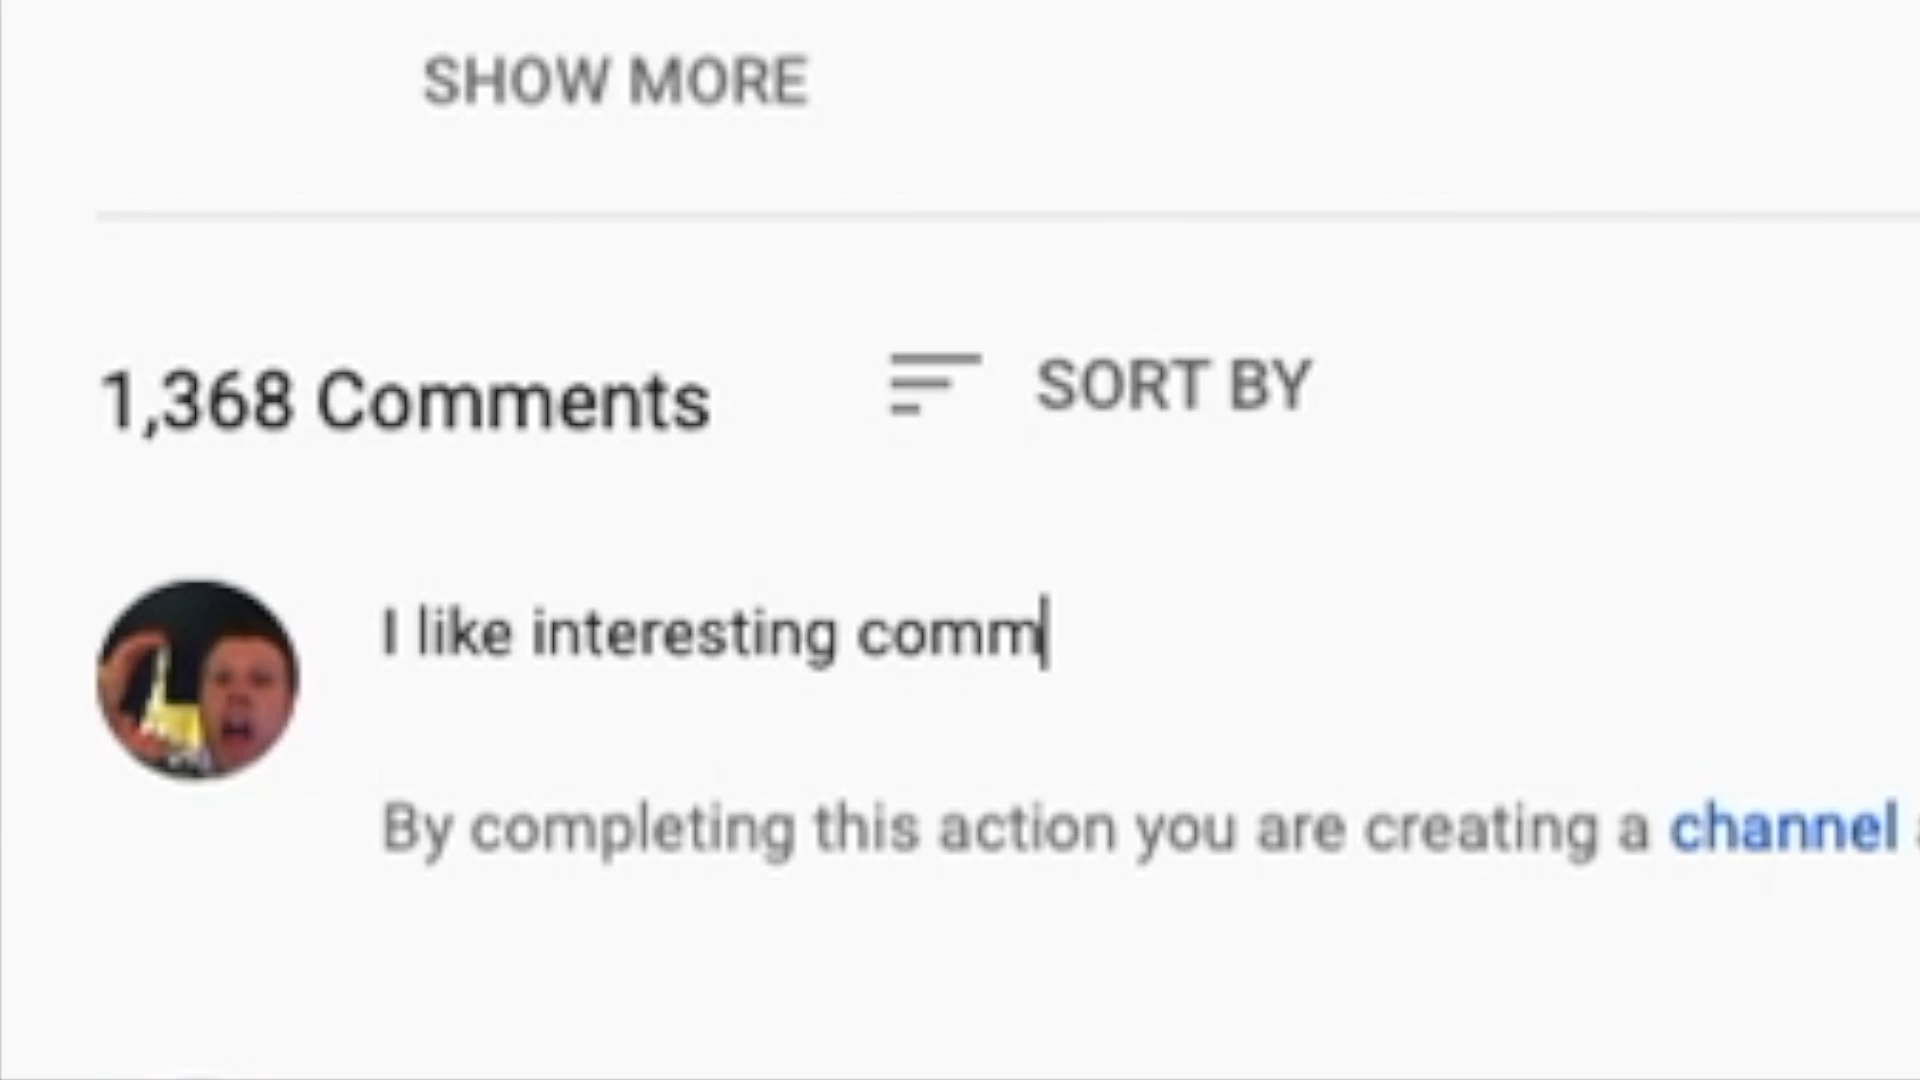 SHOW MORE
1,368 Comments
SORT BY
I like interesting comm
By completing this action you are creating a channel